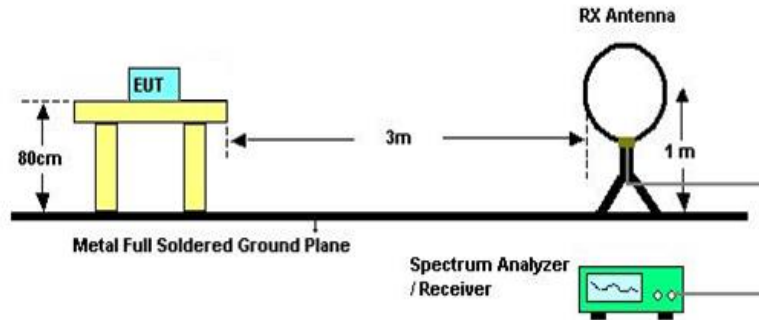 RX Antenna
EUT
80cm
3m
1 m
Metal Full Soldered Ground Plane
Spectrum Analyzer
/ Receiver